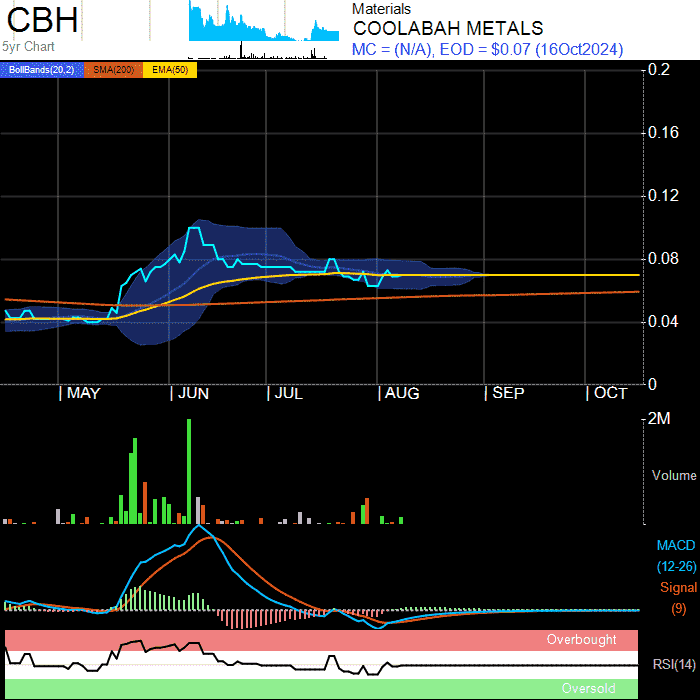 CBH
5yr Chart
Materials
COOLABAH METALS
MC = (N/A), EOD = $0.07 (16Oct2024)
BollBands(20,2) SMA(200) EMA(50)
0.2
0.16
0.12
0.08
0.04
0
| MAY | JUN | JUL | AUG | SEP | OCT
2M
Volume
MACD
(12-26)
Signal
(9)
Overbought
RSI(14)
Oversold